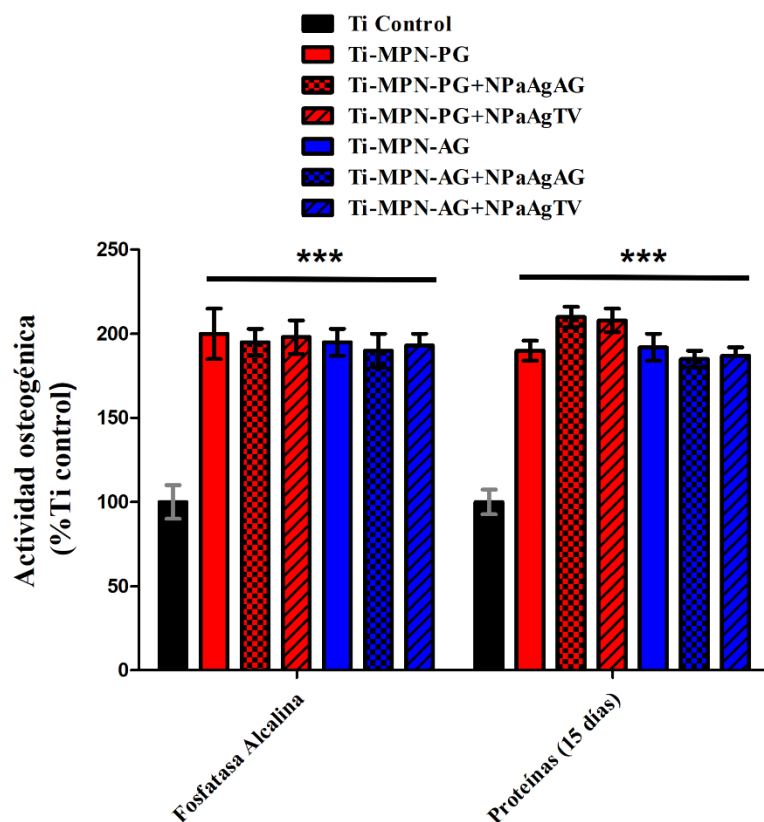 Ti Control
Ti-MPN-PG
Ti-MPN-PG+NPaAgAG
Ti-MPN-PG+NPaAgTV
Ti-MPN-AG
Ti-MPN-AG+NPaAgAG
Ti-MPN-AG+NPaAgTV
Actividad osteogénica
(%Ti control)
250
200
150
100
50
0
***
***
Fosfatasa Alcalina
Proteínas (15 días)